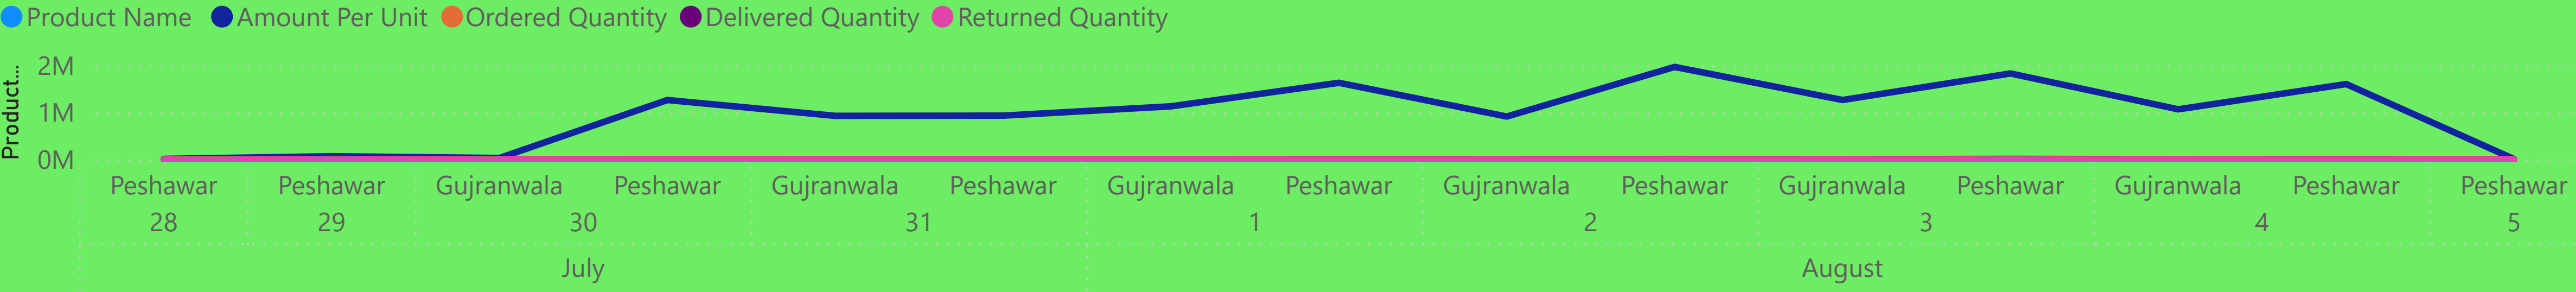 Product Name Amount Per Unit Ordered Quantity Delivered Quantity Returned Quantity
Product...
2M
1M
0M
Peshawar Peshawar Gujranwala Peshawar Gujranwala Peshawar Gujranwala Peshawar Gujranwala Peshawar Gujranwala Peshawar Gujranwala Peshawar Peshawar
28 29 30 31 1 2 3 4 5
July August